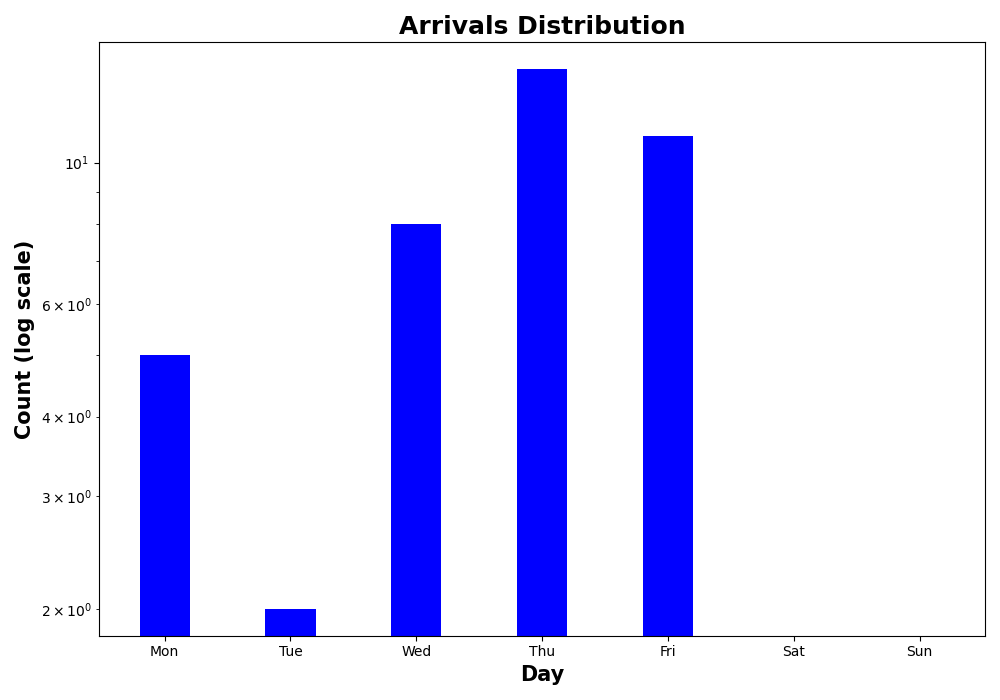 Arrivals Distribution
Count (log scale)
10¹
6 × 10⁰
4 × 10⁰
3 × 10⁰
2 × 10⁰
Mon Tue Wed Thu Fri Sat Sun
Day